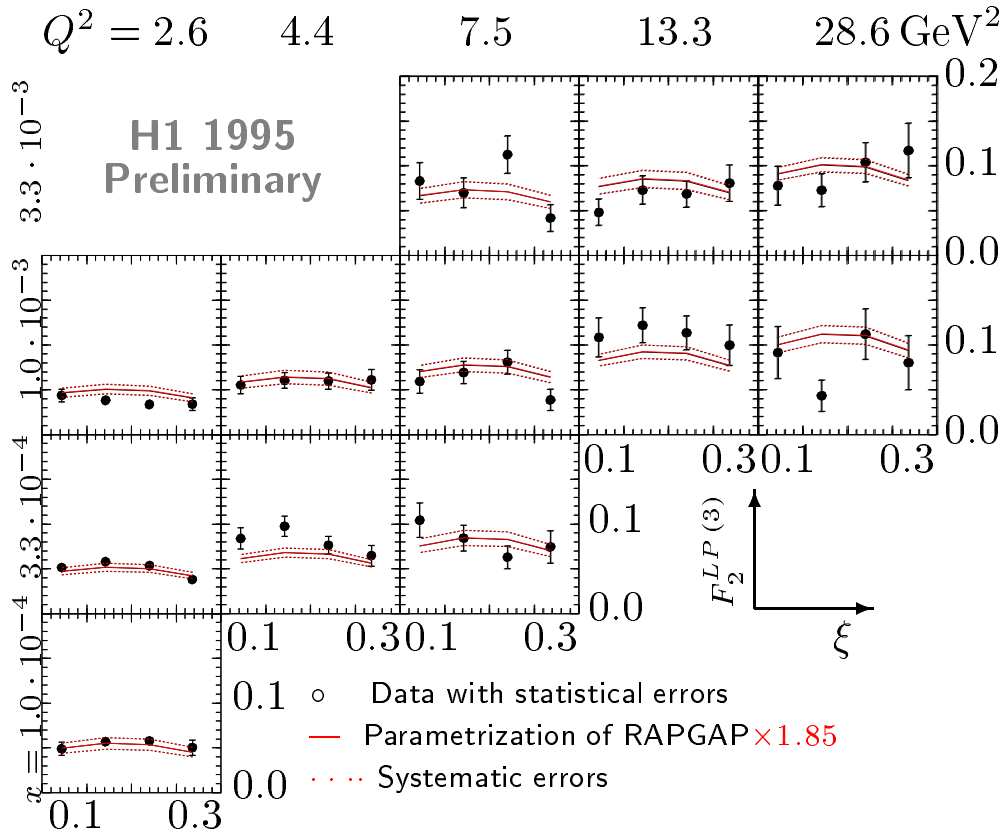 Q² = 2.6 4.4 7.5 13.3 28.6 GeV²
3.3 · 10⁻³
H1 1995
Preliminary
0.2
0.1
0.0
1.0 · 10⁻³
0.1
0.0
0.1 0.3 0.1 0.3
3.3 · 10⁻⁴
0.1
0.0
F₂^{LP (3)}
ξ
0.1 0.3 0.1 0.3
x = 1.0 · 10⁻⁴
0.1
0.0
0.1 0.3
Data with statistical errors
Parametrization of RAPGAP×1.85
Systematic errors